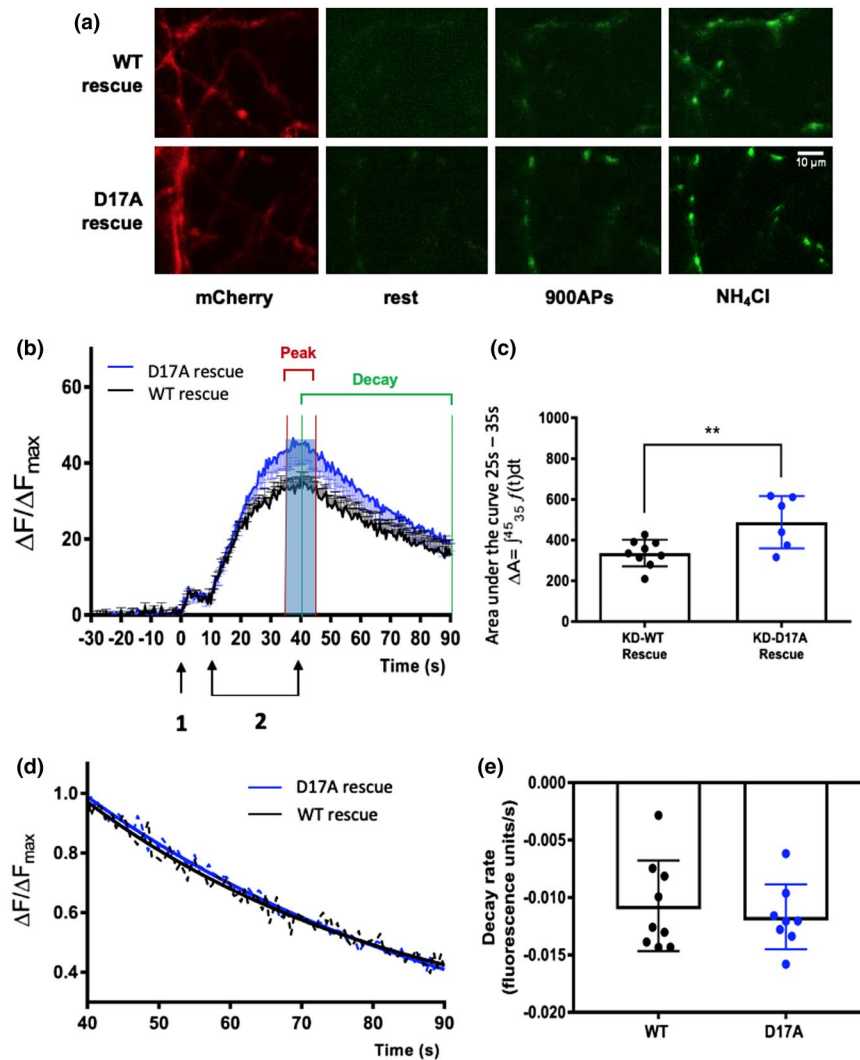 (a)
WT
rescue
D17A
rescue
10 µm
mCherry
rest
900APs
NH₄Cl
(b)
D17A rescue
WT rescue
Peak
Decay
ΔF/ΔFmax
60
40
20
0
-30 -20 -10 0 10 20 30 40 50 60 70 80 90
Time (s)
1
2
(c)
Area under the curve 25s – 35s
ΔA= ∫⁴⁵₃₅ f(t)dt
1000
800
600
400
200
0
**
KD-WT
Rescue
KD-D17A
Rescue
(d)
D17A rescue
WT rescue
ΔF/ΔFmax
1.0
0.8
0.6
0.4
40 50 60 70 80 90
Time (s)
(e)
Decay rate
(fluorescence units/s)
0.000
-0.005
-0.010
-0.015
-0.020
WT
D17A